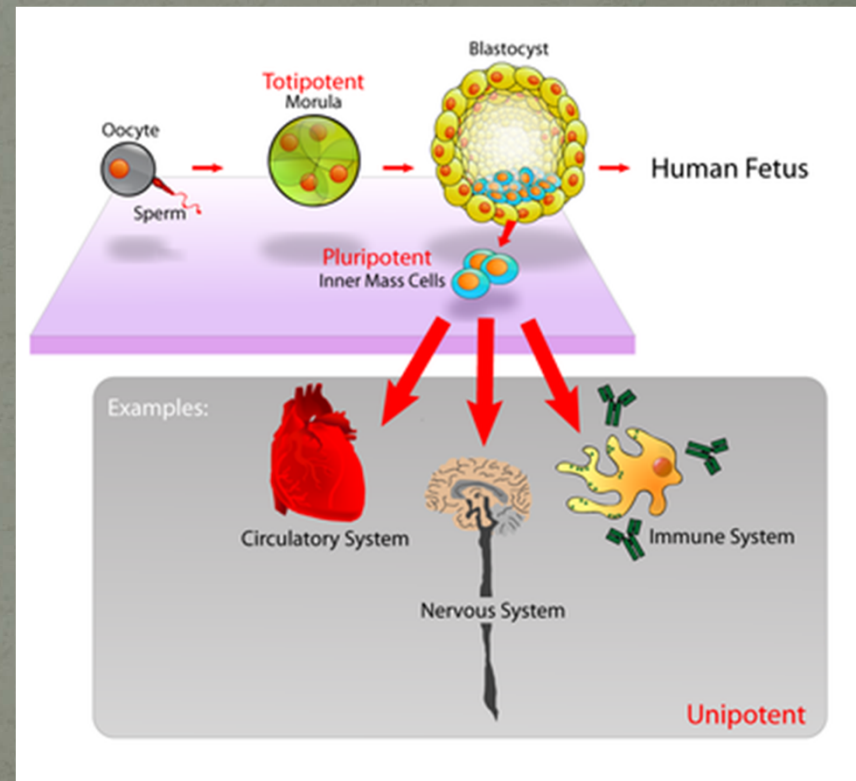 Blastocyst
Totipotent
Morula
Oocyte
Human Fetus
Sperm
Pluripotent
Inner Mass Cells
Examples:
Circulatory System
Immune System
Nervous System
Unipotent